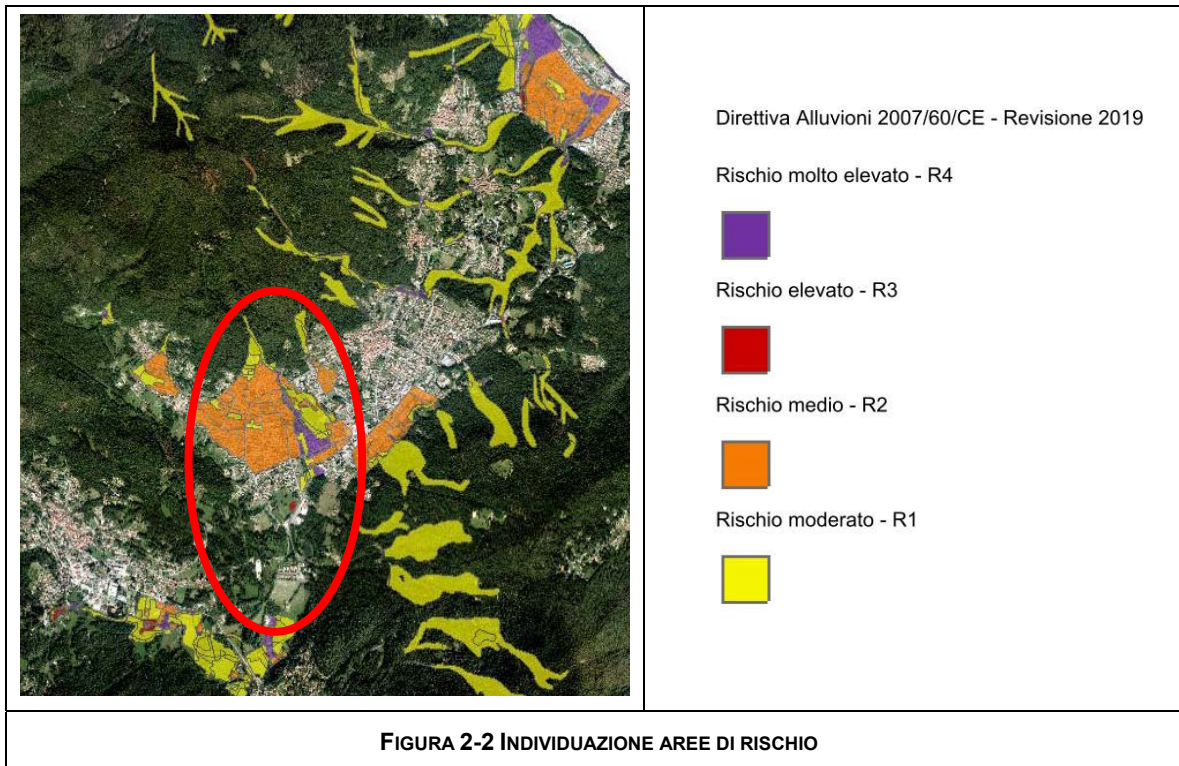 Direttiva Alluvioni 2007/60/CE - Revisione 2019
Rischio molto elevato - R4
Rischio elevato - R3
Rischio medio - R2
Rischio moderato - R1
FIGURA 2-2 INDIVIDUAZIONE AREE DI RISCHIO